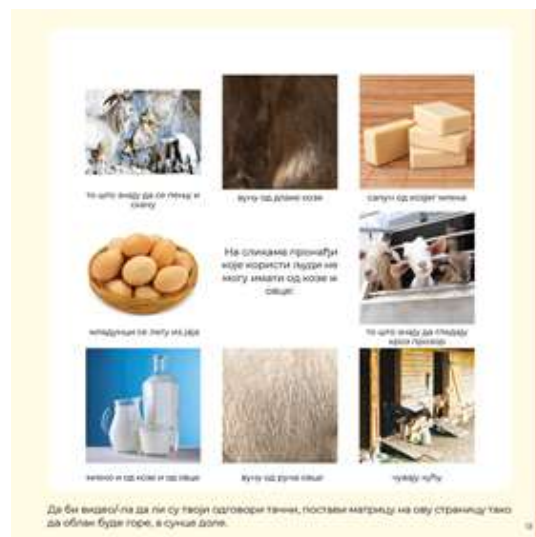 то што знају да се пењу и
скачу
вуну од длаке козе
сапун од козјег млека
На сликама пронађи
које користи људи не
могу имати од козе и
овце:
младунци се легу из јаја
то што знају да гледају
кроз прозор
млеко и од козе и од овце
вуну од руна овце
чувају кућу
Да би видео/-ла да ли су твоји одговори тачни, постави матрицу на ову страницу тако
да облак буде горе, а сунце доле.